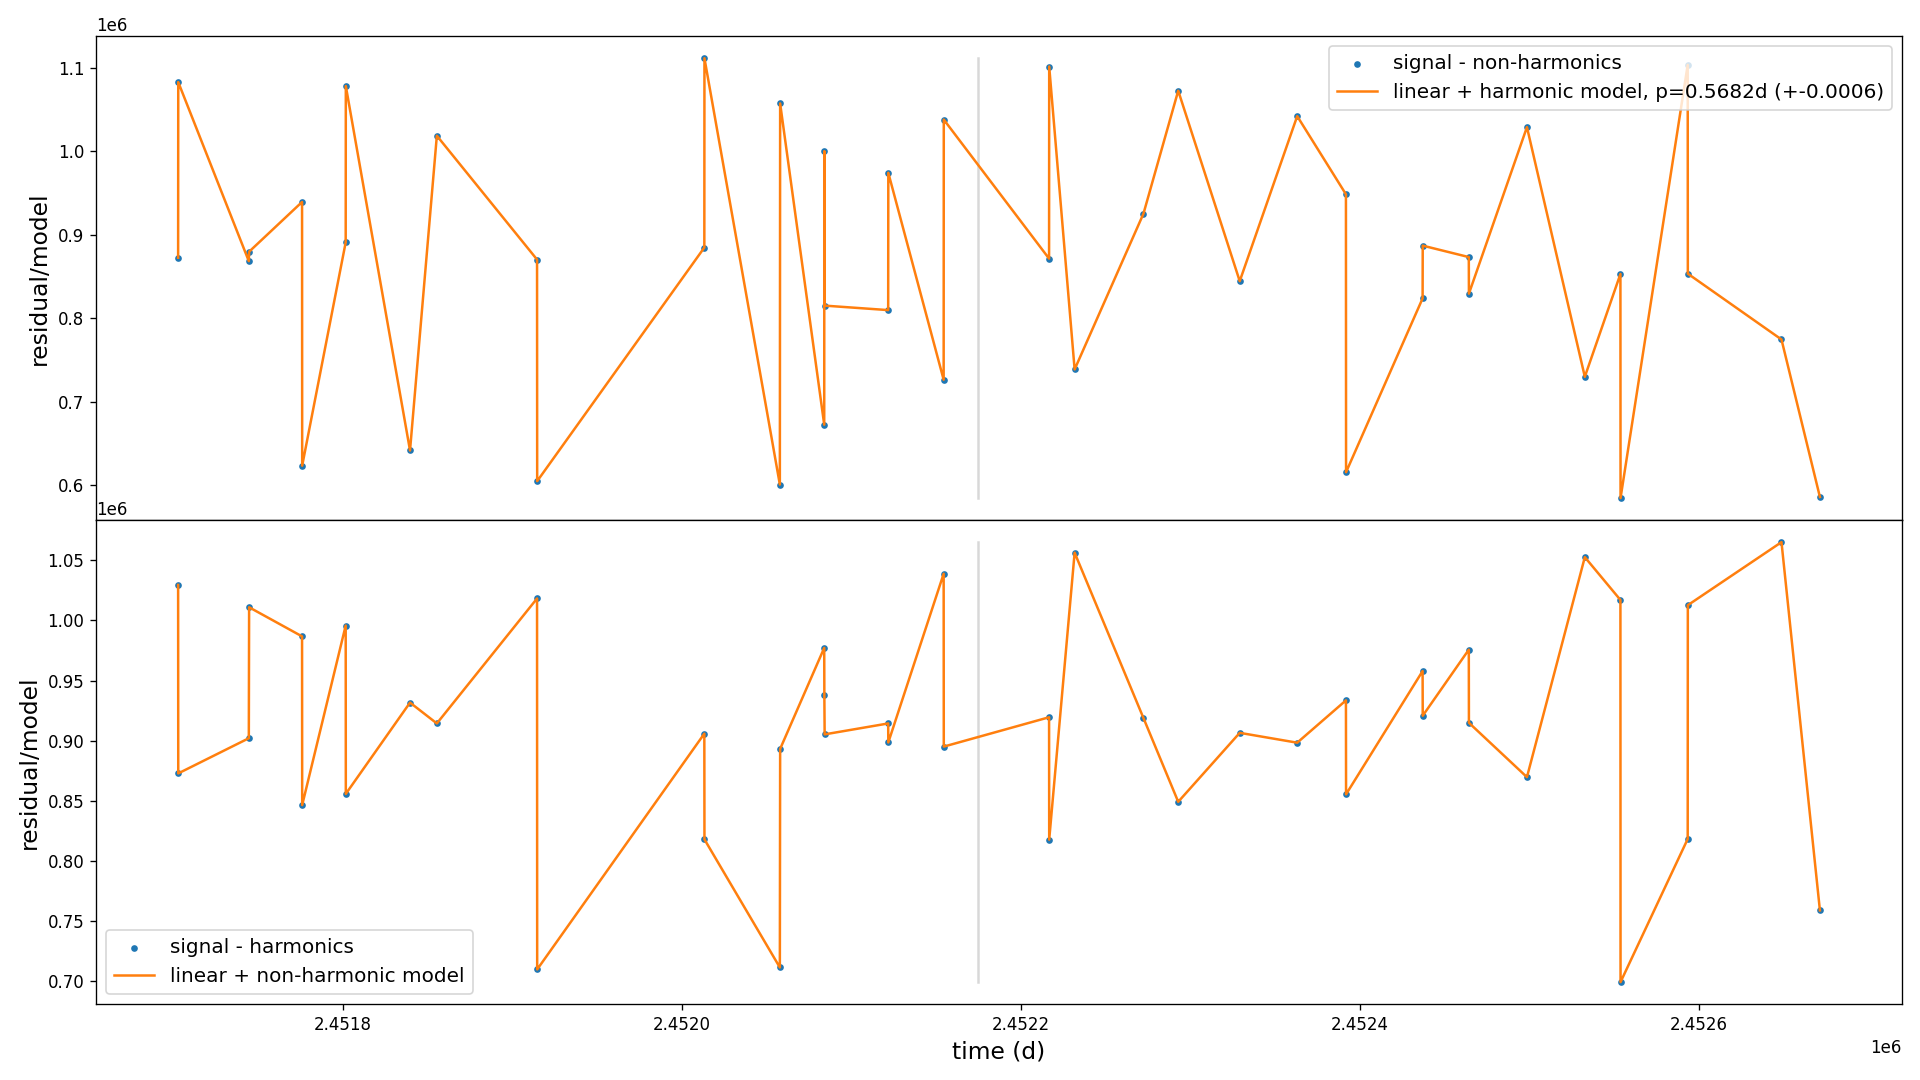 1e6
1.1
1.0
0.9
0.8
0.7
0.6
residual/model
signal - non-harmonics
linear + harmonic model, p=0.5682d (+-0.0006)
1e6
1.05
1.00
0.95
0.90
0.85
0.80
0.75
0.70
residual/model
signal - harmonics
linear + non-harmonic model
2.4518
2.4520
2.4522
2.4524
2.4526
time (d)
1e6